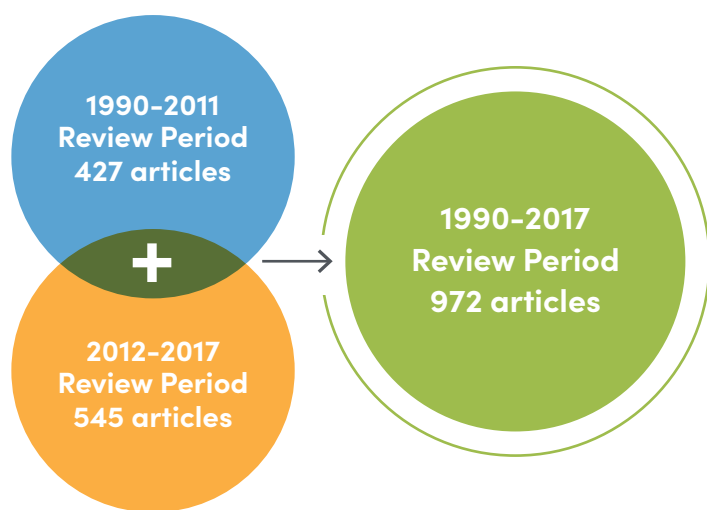 1990-2011
Review Period
427 articles
+
2012-2017
Review Period
545 articles
1990-2017
Review Period
972 articles